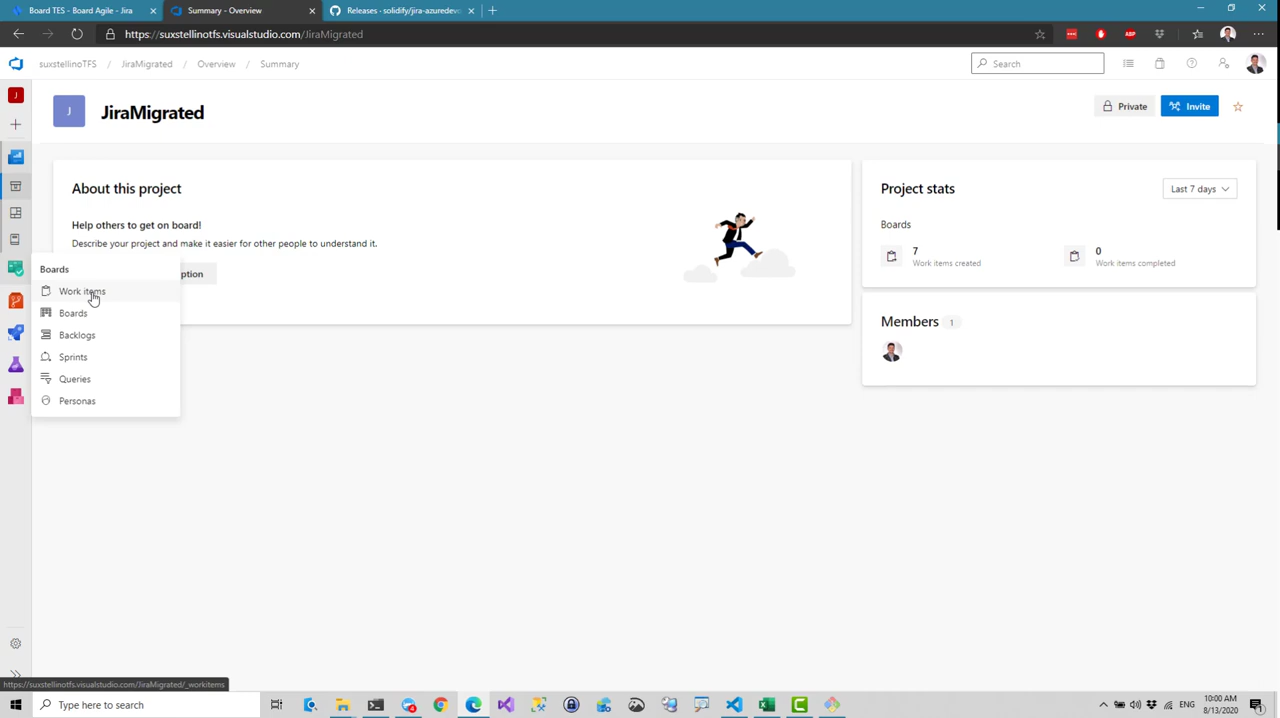 Board TES - Board Agile - Jira
Summary - Overview
Releases - solidify/jira-azuredev
https://suxstellinotfs.visualstudio.com/JiraMigrated
suxstellinoTFS / JiraMigrated / Overview / Summary
Search
J
J
JiraMigrated
Private
Invite
About this project
Help others to get on board!
Describe your project and make it easier for other people to understand it.
ption
Project stats
Last 7 days
Boards
7
Work items created
0
Work items completed
Members 1
Boards
Work items
Boards
Backlogs
Sprints
Queries
Personas
https://suxstellinotfs.visualstudio.com/JiraMigrated/_workitems
Type here to search
ENG
10:00 AM
8/13/2020